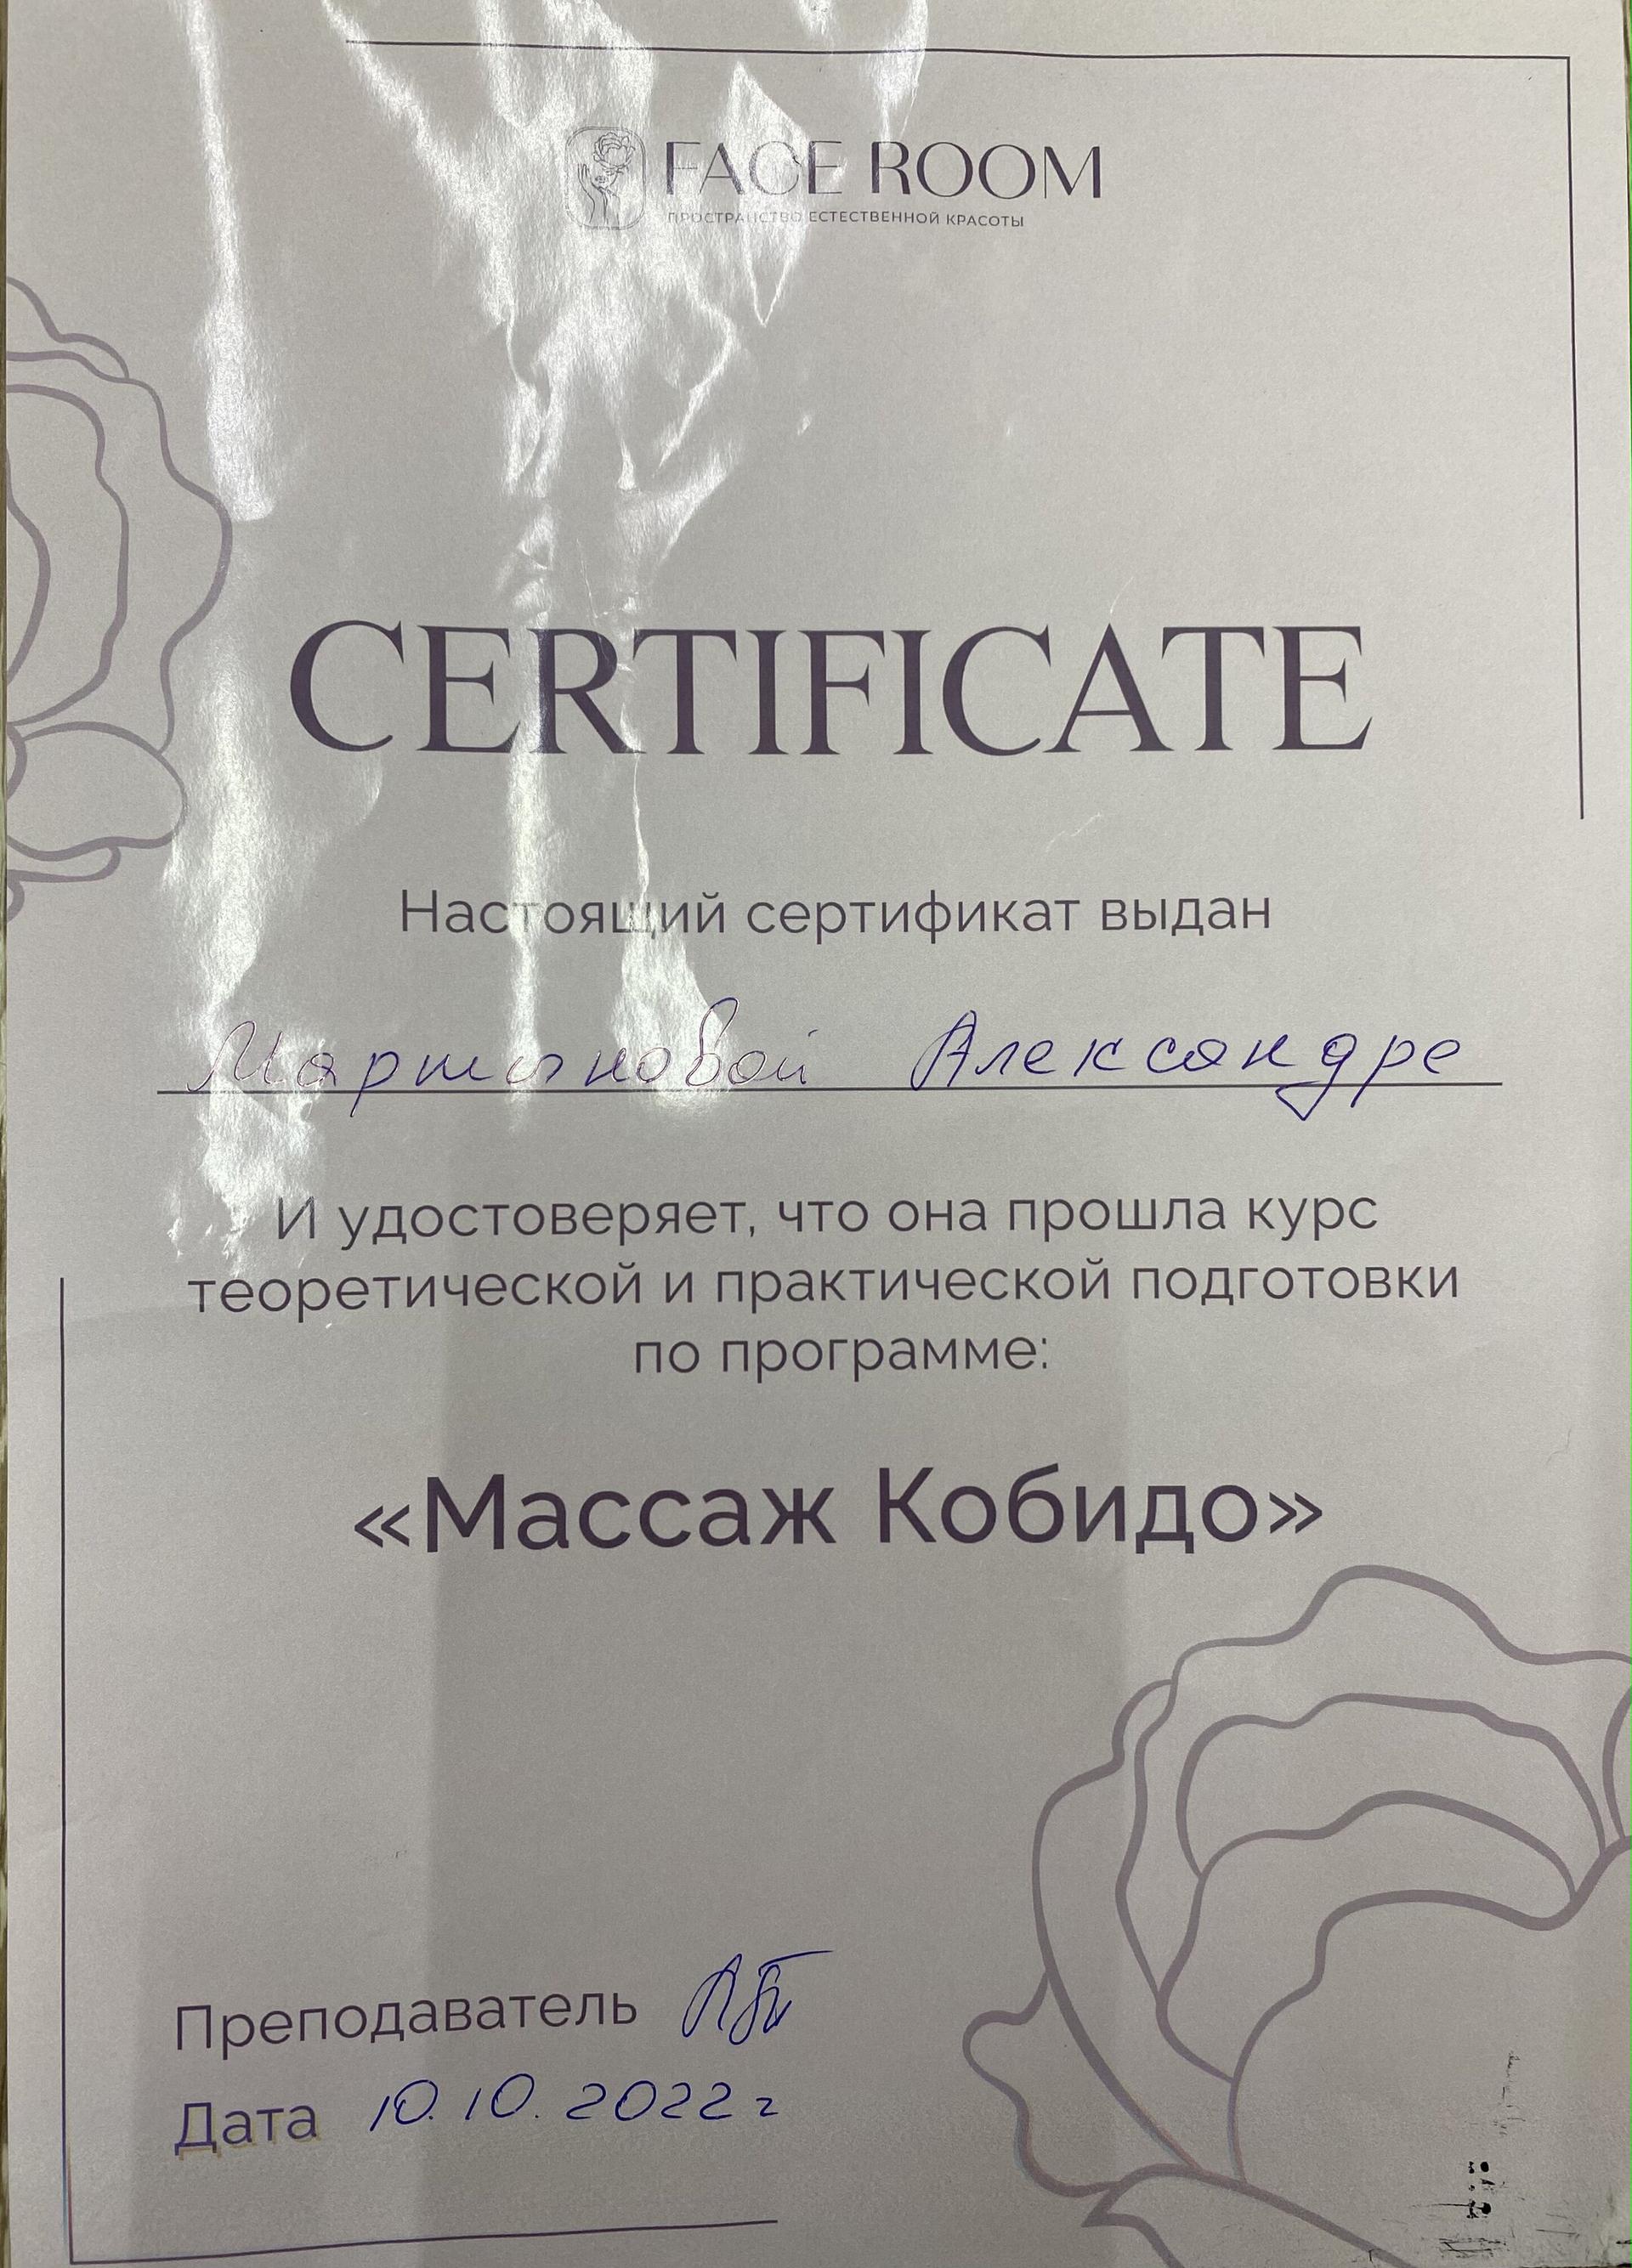 FACE ROOM
ПРОСТРАНСТВО ЕСТЕСТВЕННОЙ КРАСОТЫ
CERTIFICATE
Настоящий сертификат выдан
Мартыновой Александре
И удостоверяет, что она прошла курс
теоретической и практической подготовки
по программе:
«Массаж Кобидо»
Преподаватель
Дата 10.10.2022г